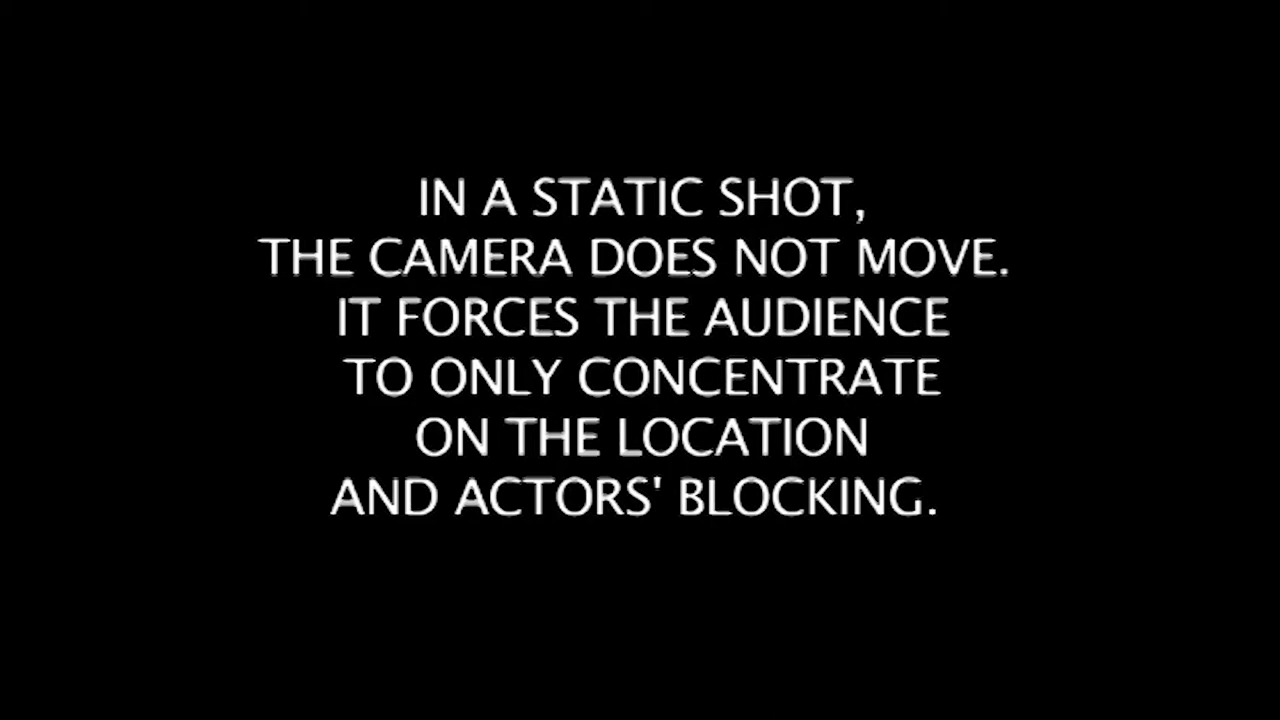 IN A STATIC SHOT,
THE CAMERA DOES NOT MOVE.
IT FORCES THE AUDIENCE
TO ONLY CONCENTRATE
ON THE LOCATION
AND ACTORS' BLOCKING.